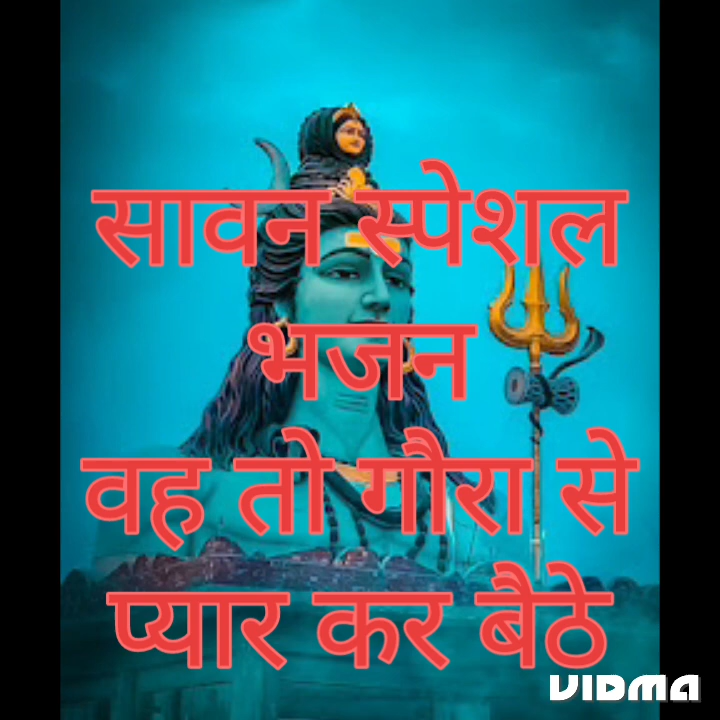 सावन स्पेशल
भजन
वह तो गौरा से
प्यार कर बैठे
VIDMA